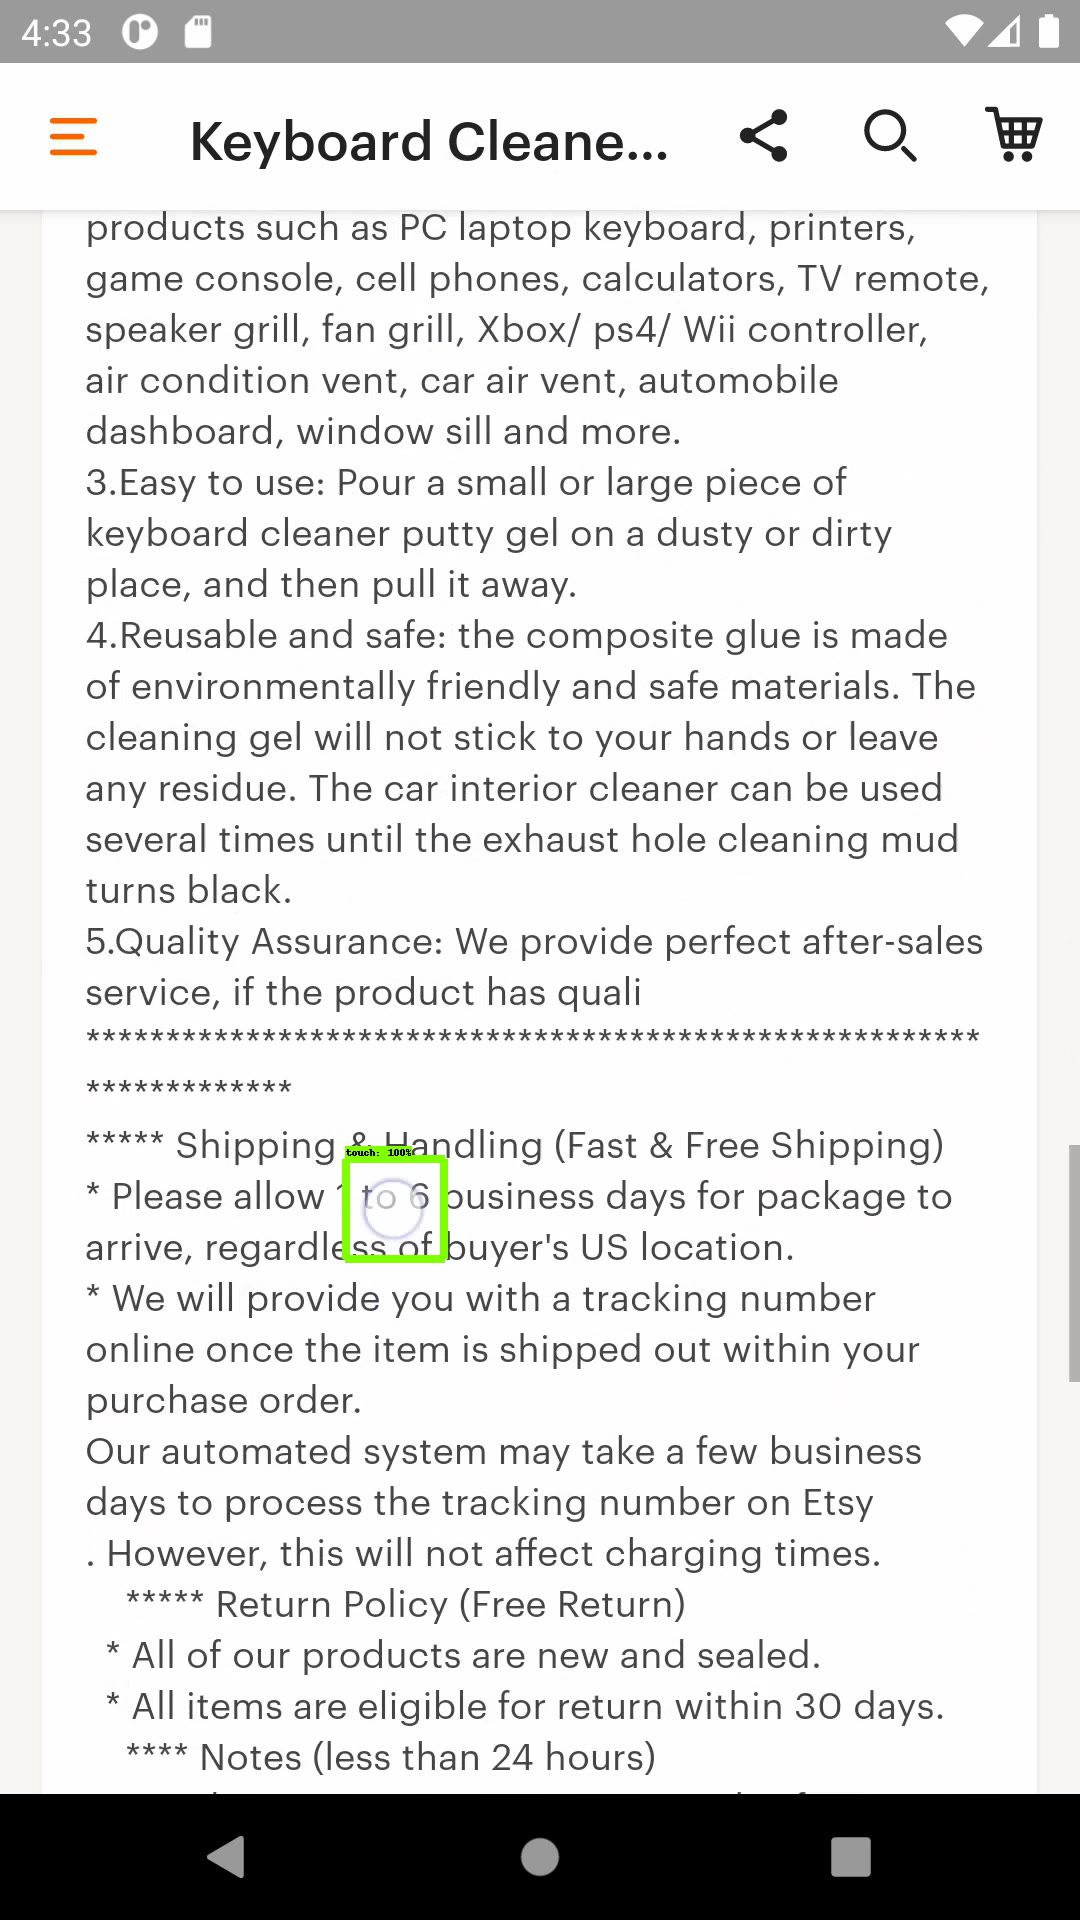 4:33
Keyboard Cleane...
products such as PC laptop keyboard, printers,
game console, cell phones, calculators, TV remote,
speaker grill, fan grill, Xbox/ ps4/ Wii controller,
air condition vent, car air vent, automobile
dashboard, window sill and more.
3.Easy to use: Pour a small or large piece of
keyboard cleaner putty gel on a dusty or dirty
place, and then pull it away.
4.Reusable and safe: the composite glue is made
of environmentally friendly and safe materials. The
cleaning gel will not stick to your hands or leave
any residue. The car interior cleaner can be used
several times until the exhaust hole cleaning mud
turns black.
5.Quality Assurance: We provide perfect after-sales
service, if the product has quali
********************************************************
*************
***** Shipping & Handling (Fast & Free Shipping)
touch: 100%
* Please allow 1 to 6 business days for package to
arrive, regardless of buyer's US location.
* We will provide you with a tracking number
online once the item is shipped out within your
purchase order.
Our automated system may take a few business
days to process the tracking number on Etsy
. However, this will not affect charging times.
***** Return Policy (Free Return)
* All of our products are new and sealed.
* All items are eligible for return within 30 days.
**** Notes (less than 24 hours)